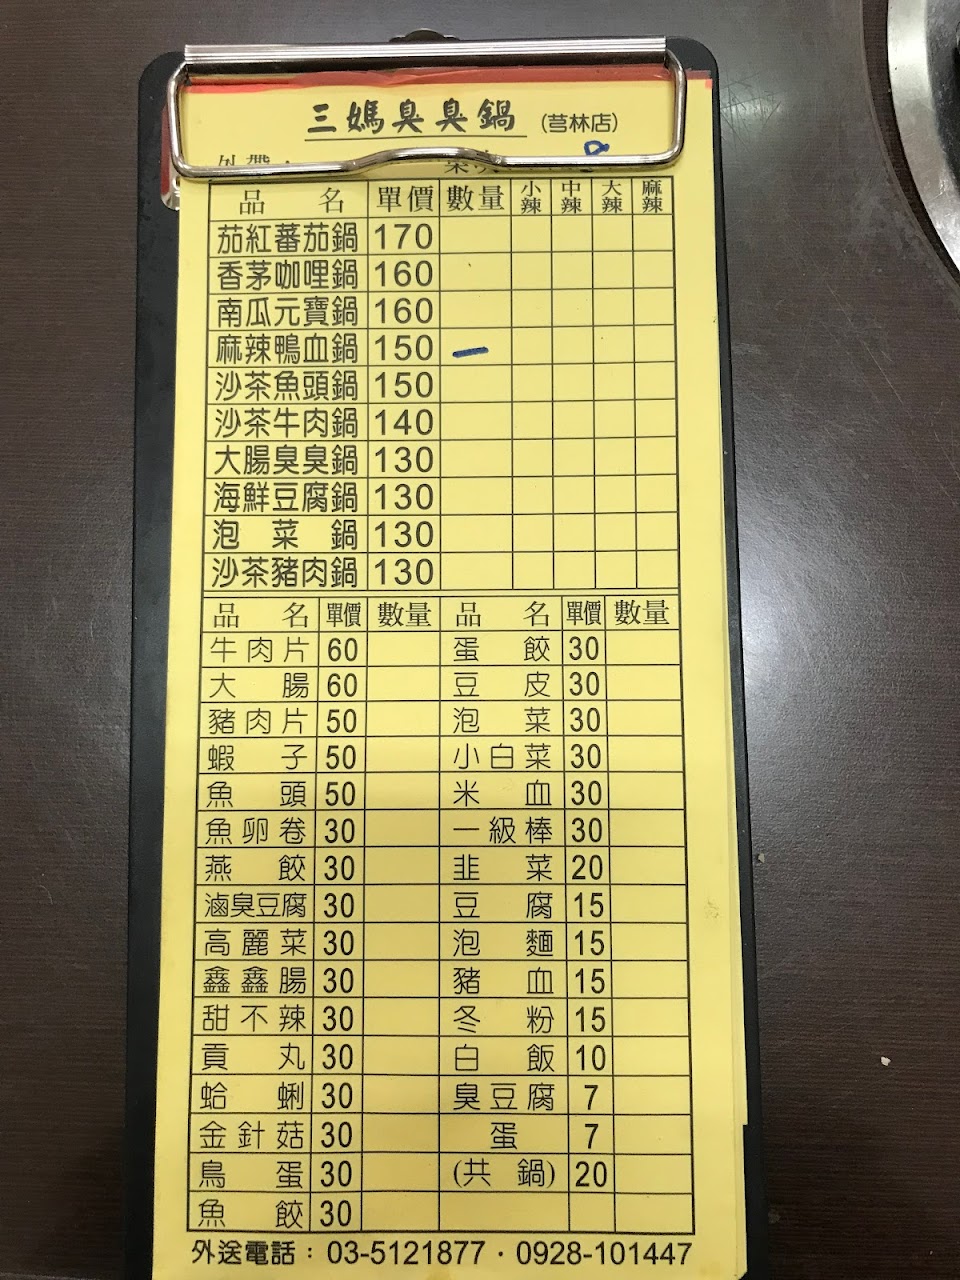 三媽臭臭鍋 (芎林店)
品名 單價 數量 小辣 中辣 大辣 麻辣
茄紅蕃茄鍋 170
香茅咖哩鍋 160
南瓜元寶鍋 160
麻辣鴨血鍋 150 一
沙茶魚頭鍋 150
沙茶牛肉鍋 140
大腸臭臭鍋 130
海鮮豆腐鍋 130
泡菜鍋 130
沙茶豬肉鍋 130
品名 單價 數量 品名 單價 數量
牛肉片 60 蛋餃 30
大腸 60 豆皮 30
豬肉片 50 泡菜 30
蝦子 50 小白菜 30
魚頭 50 米血 30
魚卵卷 30 一級棒 30
燕餃 30 韭菜 20
滷臭豆腐 30 豆腐 15
高麗菜 30 泡麵 15
鑫鑫腸 30 豬血 15
甜不辣 30 冬粉 15
貢丸 30 白飯 10
蛤蜊 30 臭豆腐 7
金針菇 30 蛋 7
鳥蛋 30 (共鍋) 20
魚餃 30
外送電話：03-5121877・0928-101447